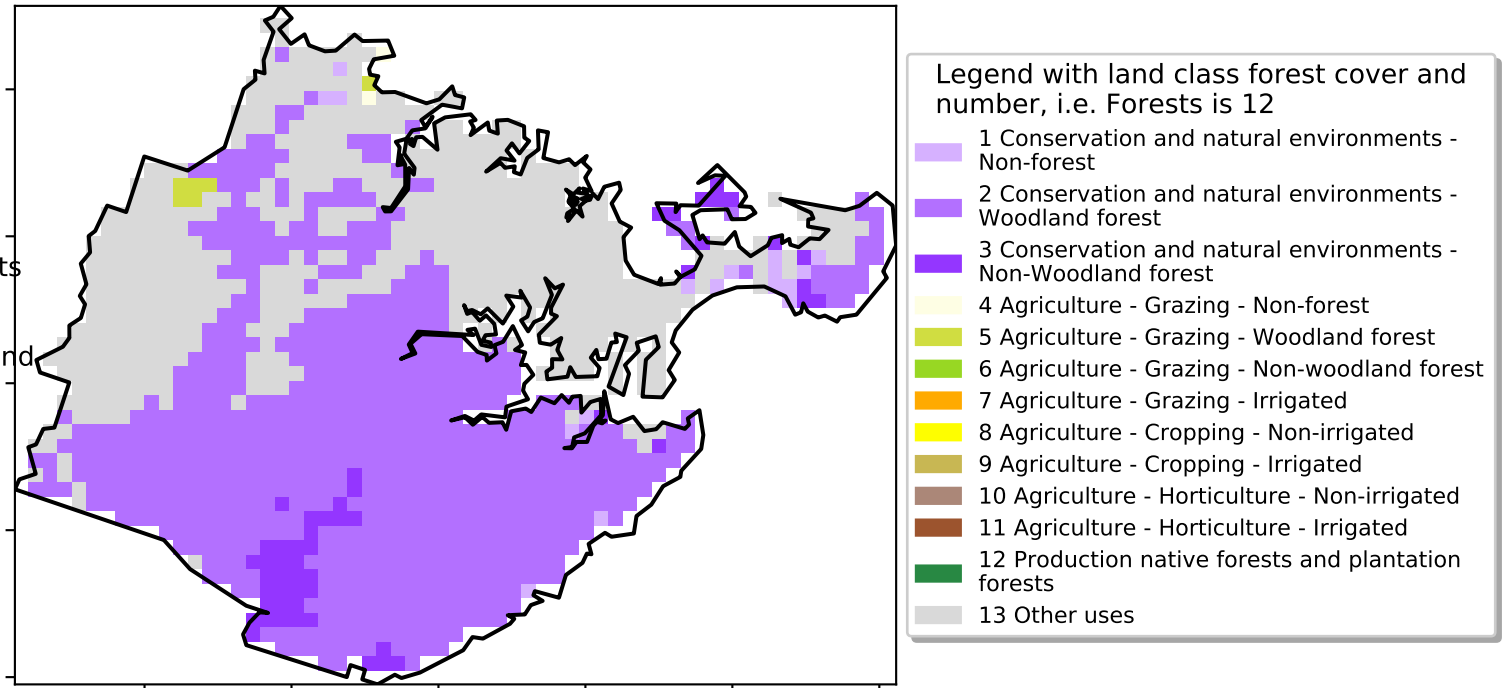 Legend with land class forest cover and
number, i.e. Forests is 12
1 Conservation and natural environments -
Non-forest
2 Conservation and natural environments -
Woodland forest
3 Conservation and natural environments -
Non-Woodland forest
4 Agriculture - Grazing - Non-forest
5 Agriculture - Grazing - Woodland forest
6 Agriculture - Grazing - Non-woodland forest
7 Agriculture - Grazing - Irrigated
8 Agriculture - Cropping - Non-irrigated
9 Agriculture - Cropping - Irrigated
10 Agriculture - Horticulture - Non-irrigated
11 Agriculture - Horticulture - Irrigated
12 Production native forests and plantation
forests
13 Other uses
ts
nd